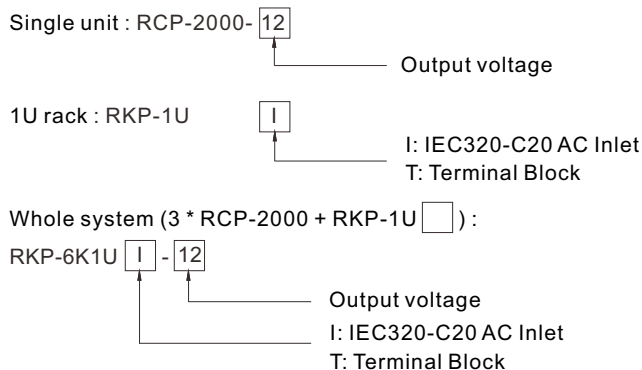 Single unit : RCP-2000- 12
Output voltage
1U rack : RKP-1U I
I: IEC320-C20 AC Inlet
T: Terminal Block
Whole system (3 * RCP-2000 + RKP-1U ) :
RKP-6K1U I - 12
Output voltage
I: IEC320-C20 AC Inlet
T: Terminal Block